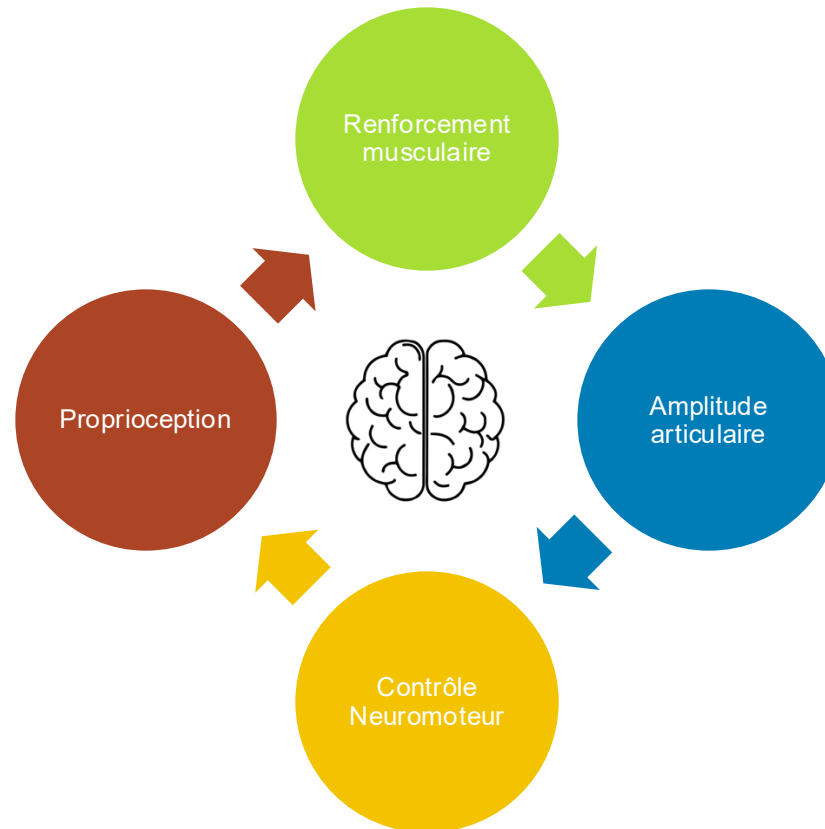 Renforcement
musculaire
Proprioception
Amplitude
articulaire
Contrôle
Neuromoteur